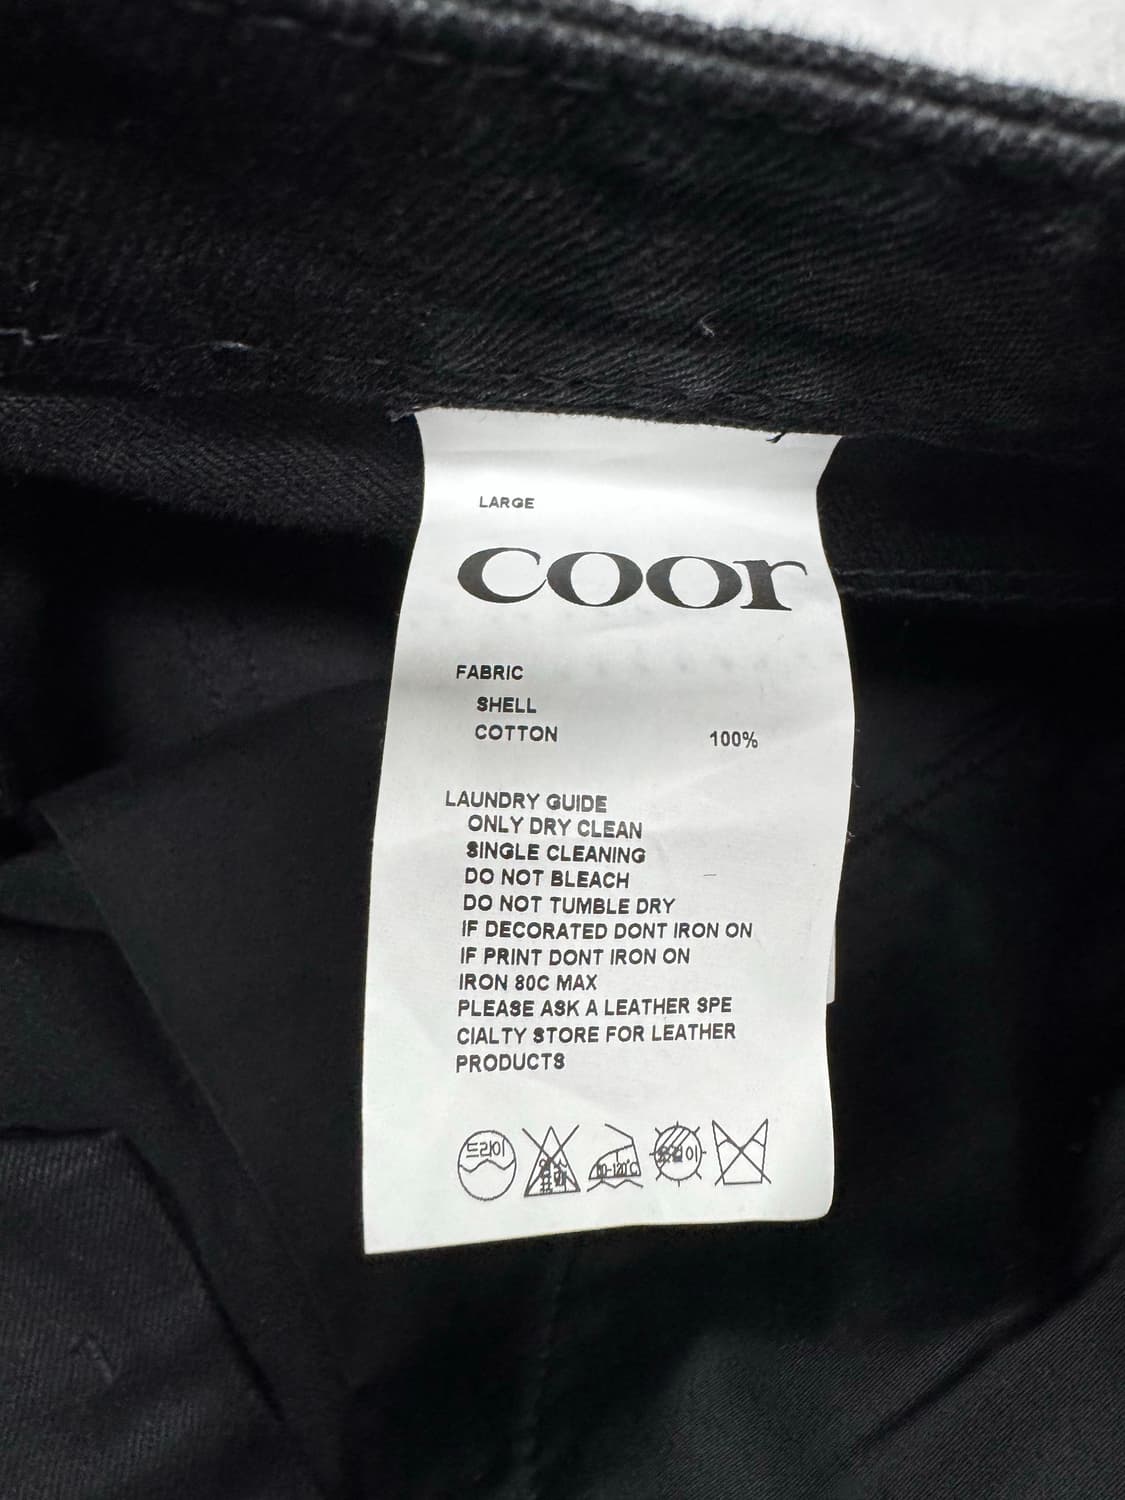 LARGE
coor
FABRIC
SHELL
COTTON 100%
LAUNDRY GUIDE
ONLY DRY CLEAN
SINGLE CLEANING
DO NOT BLEACH
DO NOT TUMBLE DRY
IF DECORATED DONT IRON ON
IF PRINT DONT IRON ON
IRON 80C MAX
PLEASE ASK A LEATHER SPE
CIALTY STORE FOR LEATHER
PRODUCTS
드라이